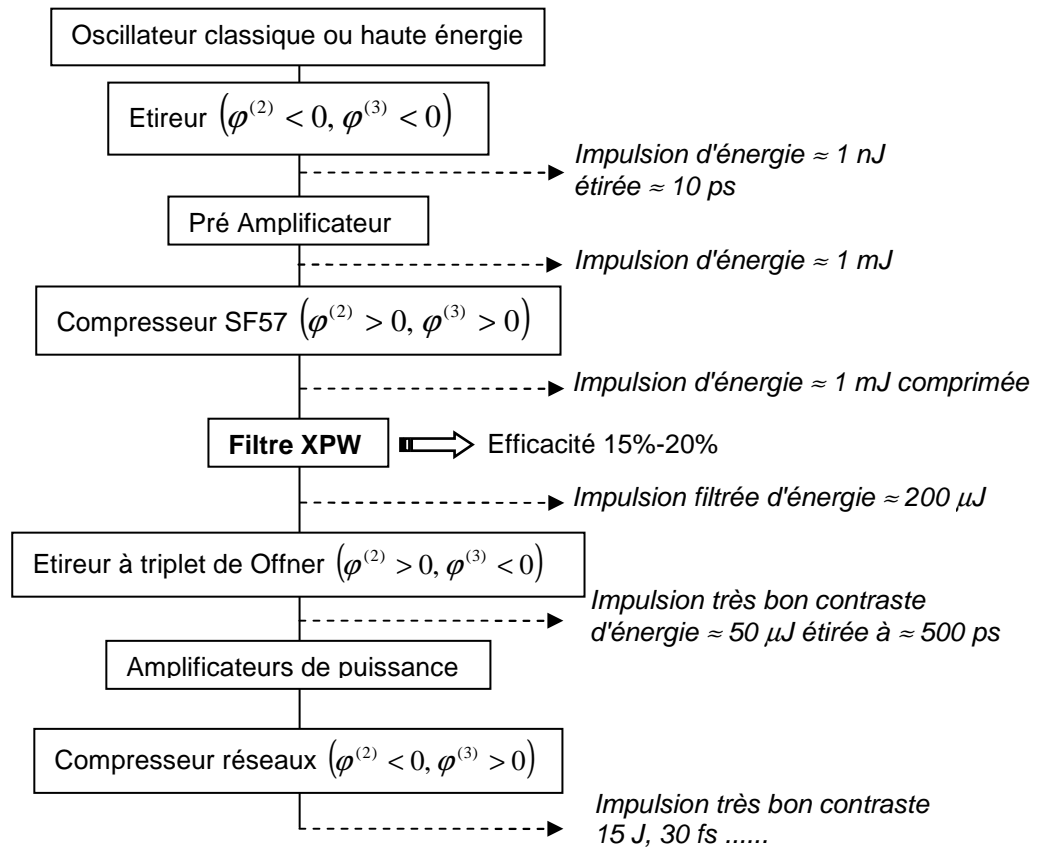 Oscillateur classique ou haute énergie
Etireur (φ⁽²⁾ < 0, φ⁽³⁾ < 0)
Impulsion d'énergie ≈ 1 nJ
étirée ≈ 10 ps
Pré Amplificateur
Impulsion d'énergie ≈ 1 mJ
Compresseur SF57 (φ⁽²⁾ > 0, φ⁽³⁾ > 0)
Impulsion d'énergie ≈ 1 mJ comprimée
Filtre XPW
Efficacité 15%-20%
Impulsion filtrée d'énergie ≈ 200 μJ
Etireur à triplet de Offner (φ⁽²⁾ > 0, φ⁽³⁾ < 0)
Impulsion très bon contraste
d'énergie ≈ 50 μJ étirée à ≈ 500 ps
Amplificateurs de puissance
Compresseur réseaux (φ⁽²⁾ < 0, φ⁽³⁾ > 0)
Impulsion très bon contraste
15 J, 30 fs ......